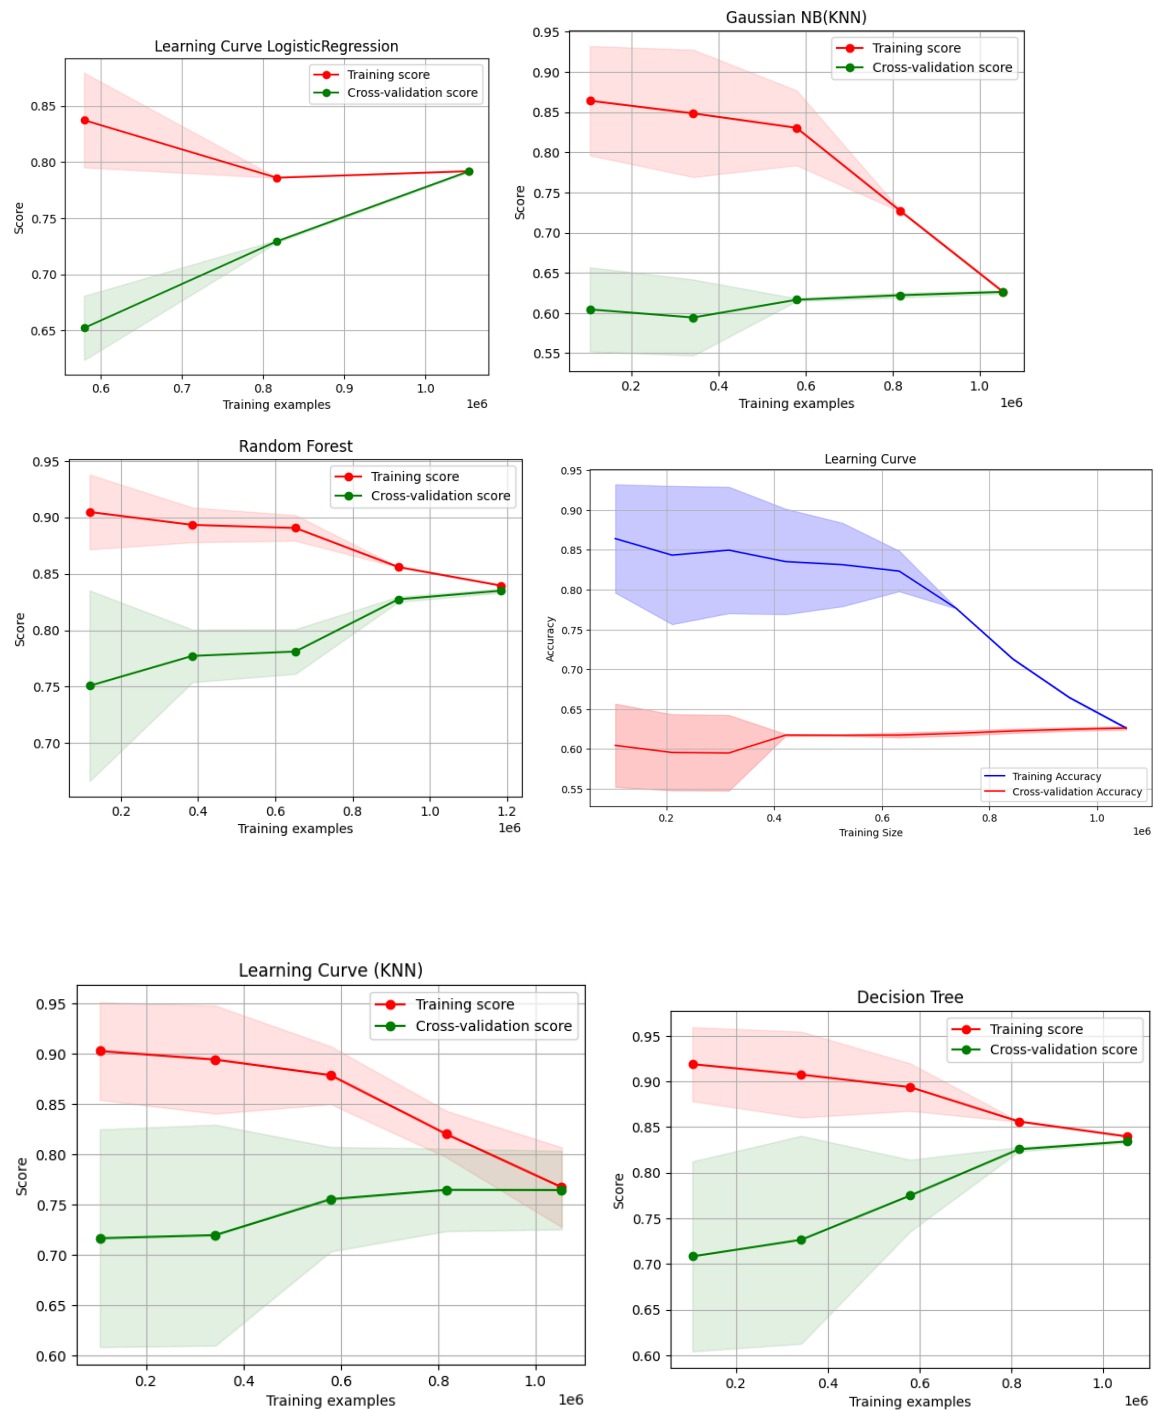 Learning Curve LogisticRegression
Training score
Cross-validation score
0.85
0.80
0.75
0.70
0.65
Score
0.6 0.7 0.8 0.9 1.0
Training examples
1e6
Gaussian NB(KNN)
Training score
Cross-validation score
0.95
0.90
0.85
0.80
0.75
0.70
0.65
0.60
0.55
Score
0.2 0.4 0.6 0.8 1.0
Training examples
1e6
Random Forest
Training score
Cross-validation score
0.95
0.90
0.85
0.80
0.75
0.70
Score
0.2 0.4 0.6 0.8 1.0 1.2
Training examples
1e6
Learning Curve
0.95
0.90
0.85
0.80
0.75
0.70
0.65
0.60
0.55
Accuracy
Training Accuracy
Cross-validation Accuracy
0.2 0.4 0.6 0.8 1.0
Training Size
1e6
Learning Curve (KNN)
Training score
Cross-validation score
0.95
0.90
0.85
0.80
0.75
0.70
0.65
0.60
Score
0.2 0.4 0.6 0.8 1.0
Training examples
1e6
Decision Tree
Training score
Cross-validation score
0.95
0.90
0.85
0.80
0.75
0.70
0.65
0.60
Score
0.2 0.4 0.6 0.8 1.0
Training examples
1e6